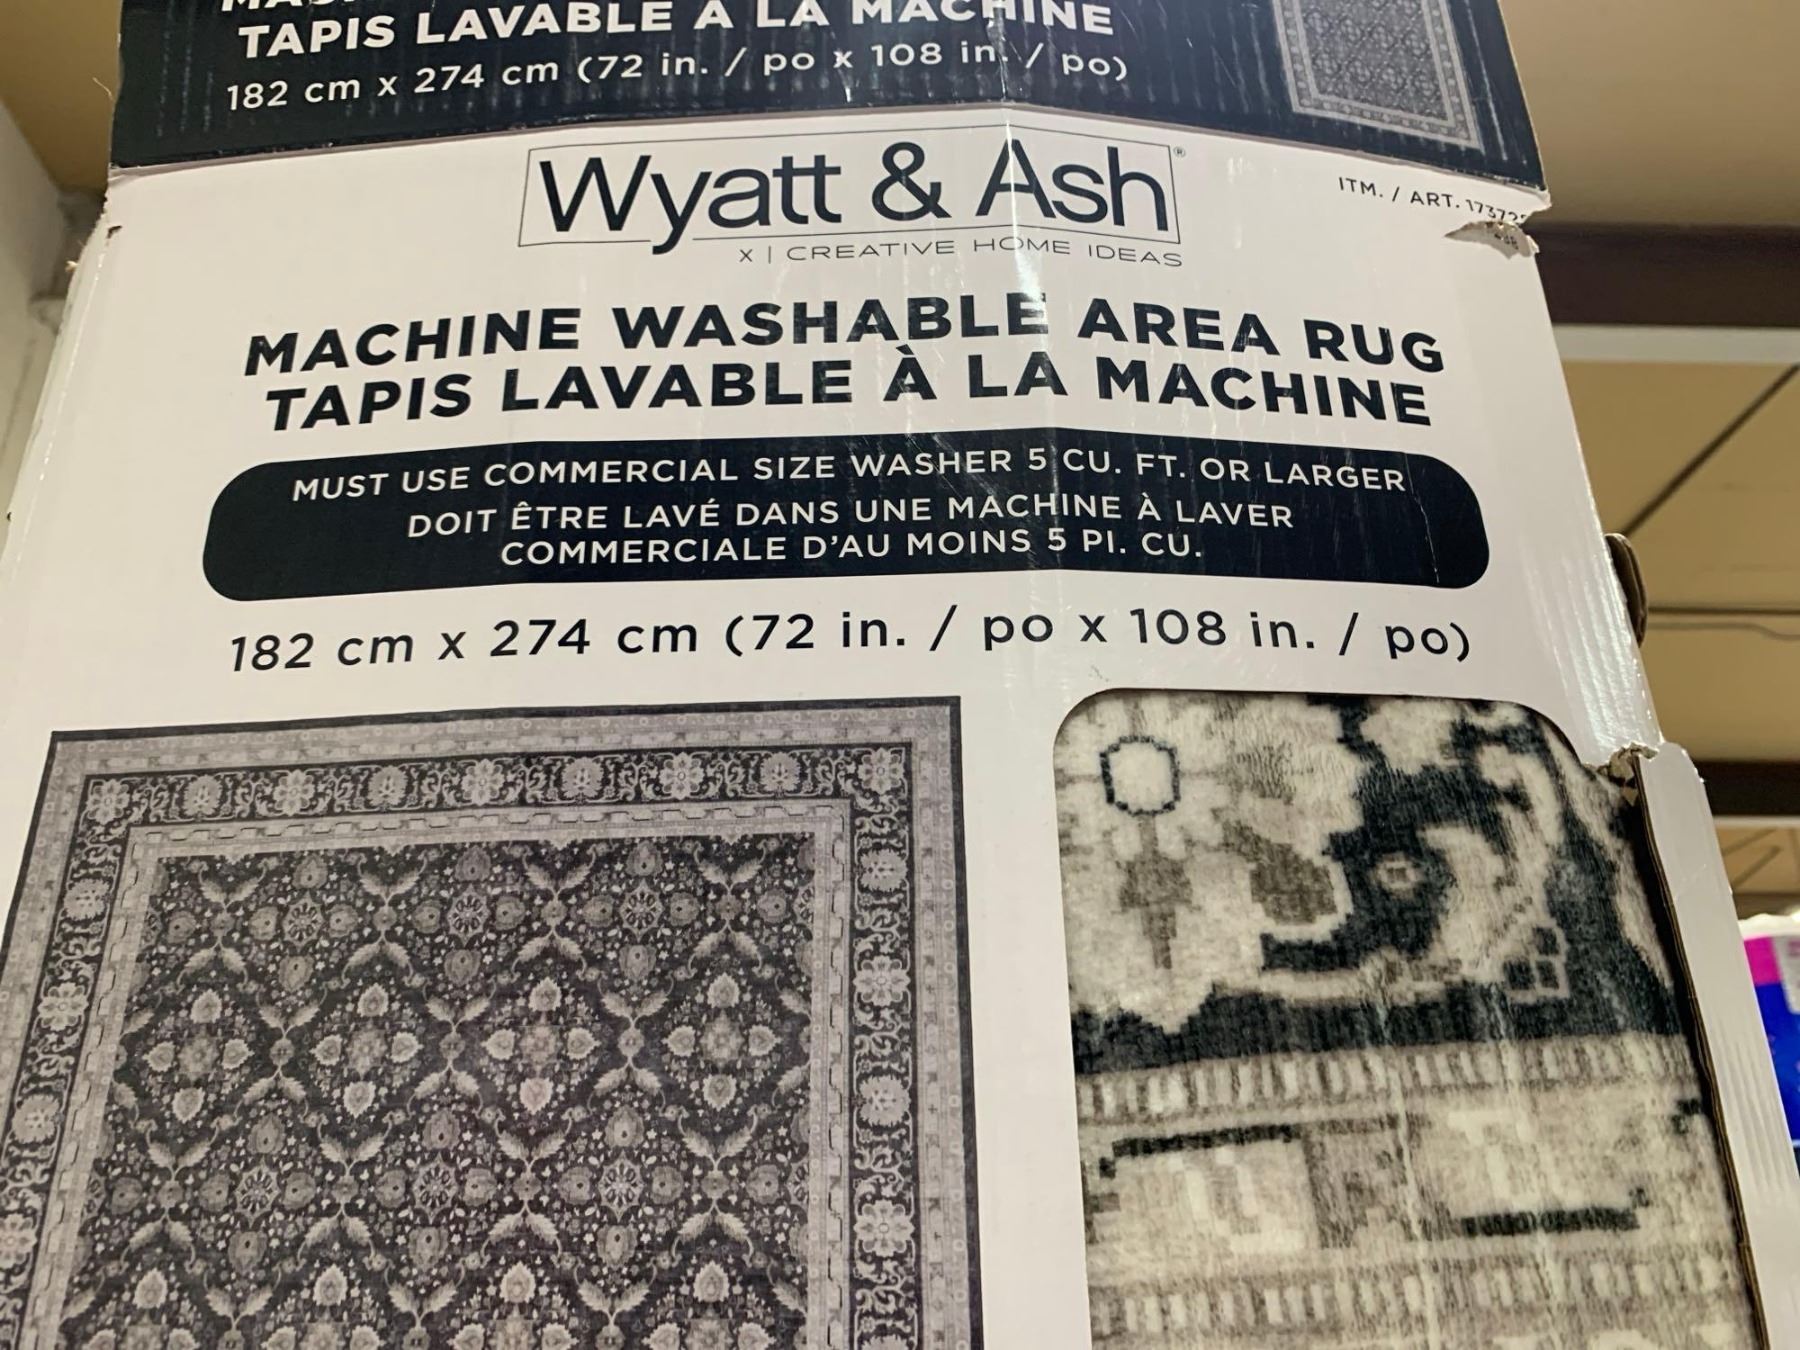 TAPIS LAVABLE À LA MACHINE
182 cm x 274 cm (72 in. / po x 108 in. / po)
Wyatt & Ash®
x | CREATIVE HOME IDEAS
ITM. / ART.
MACHINE WASHABLE AREA RUG
TAPIS LAVABLE À LA MACHINE
MUST USE COMMERCIAL SIZE WASHER 5 CU. FT. OR LARGER
DOIT ÊTRE LAVÉ DANS UNE MACHINE À LAVER
COMMERCIALE D'AU MOINS 5 PI. CU.
182 cm x 274 cm (72 in. / po x 108 in. / po)